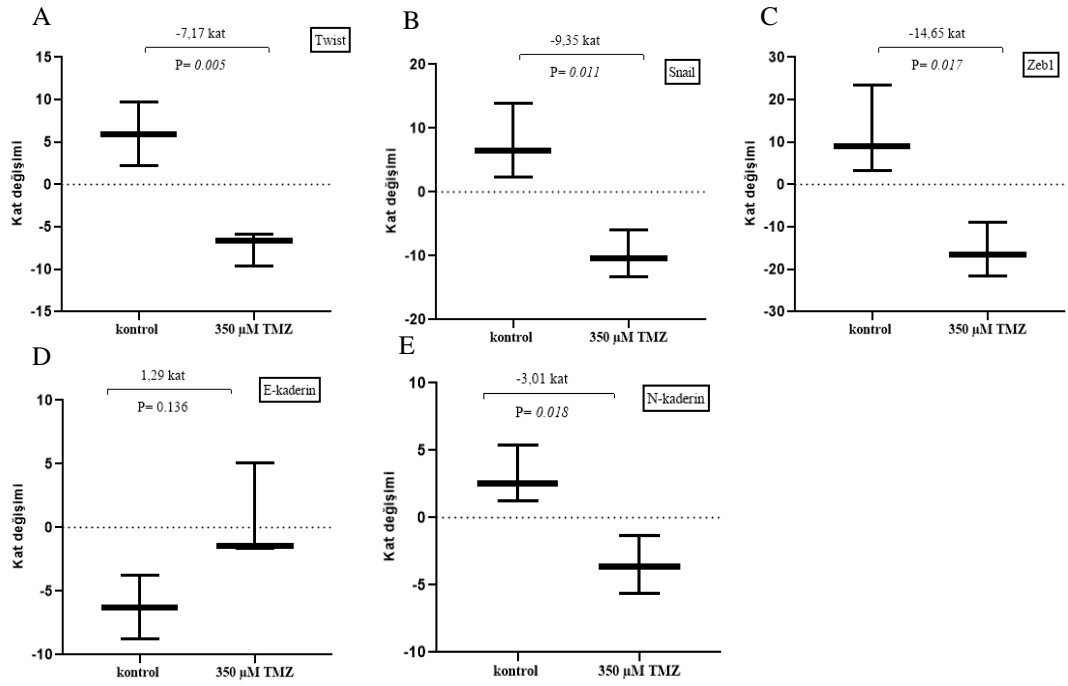 A
-7,17 kat
Twist
P= 0.005
15
10
5
0
-5
-10
-15
Kat değişimi
kontrol
350 µM TMZ
B
-9,35 kat
Snail
P= 0.011
20
10
0
-10
-20
Kat değişimi
kontrol
350 µM TMZ
C
-14,65 kat
Zeb1
P= 0.017
30
20
10
0
-10
-20
-30
Kat değişimi
kontrol
350 µM TMZ
D
1,29 kat
E-kaderin
P= 0.136
10
5
0
-5
-10
Kat değişimi
kontrol
350 µM TMZ
E
-3,01 kat
N-kaderin
P= 0.018
10
5
0
-5
-10
Kat değişimi
kontrol
350 µM TMZ